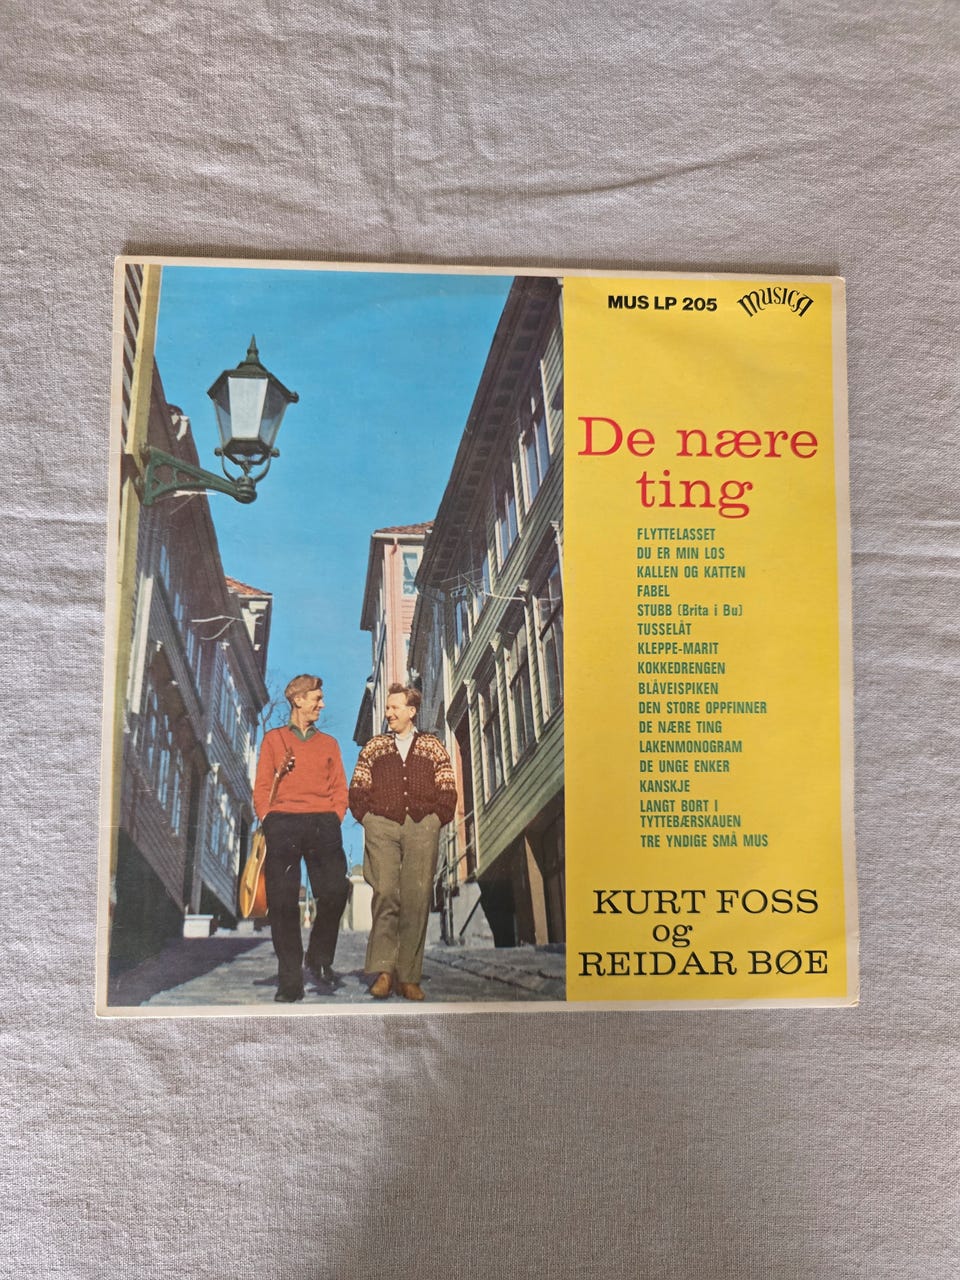 MUS LP 205 MUSICA
De nære
ting
FLYTTELASSET
DU ER MIN LOS
KALLEN OG KATTEN
FABEL
STUBB (Brita i Bu)
TUSSELÅT
KLEPPE-MARIT
KOKKEDRENGEN
BLÅVEISPIKEN
DEN STORE OPPFINNER
DE NÆRE TING
LAKENMONOGRAM
DE UNGE ENKER
KANSKJE
LANGT BORT I
TYTTEBÆRSKAUEN
TRE YNDIGE SMÅ MUS
KURT FOSS
og
REIDAR BØE